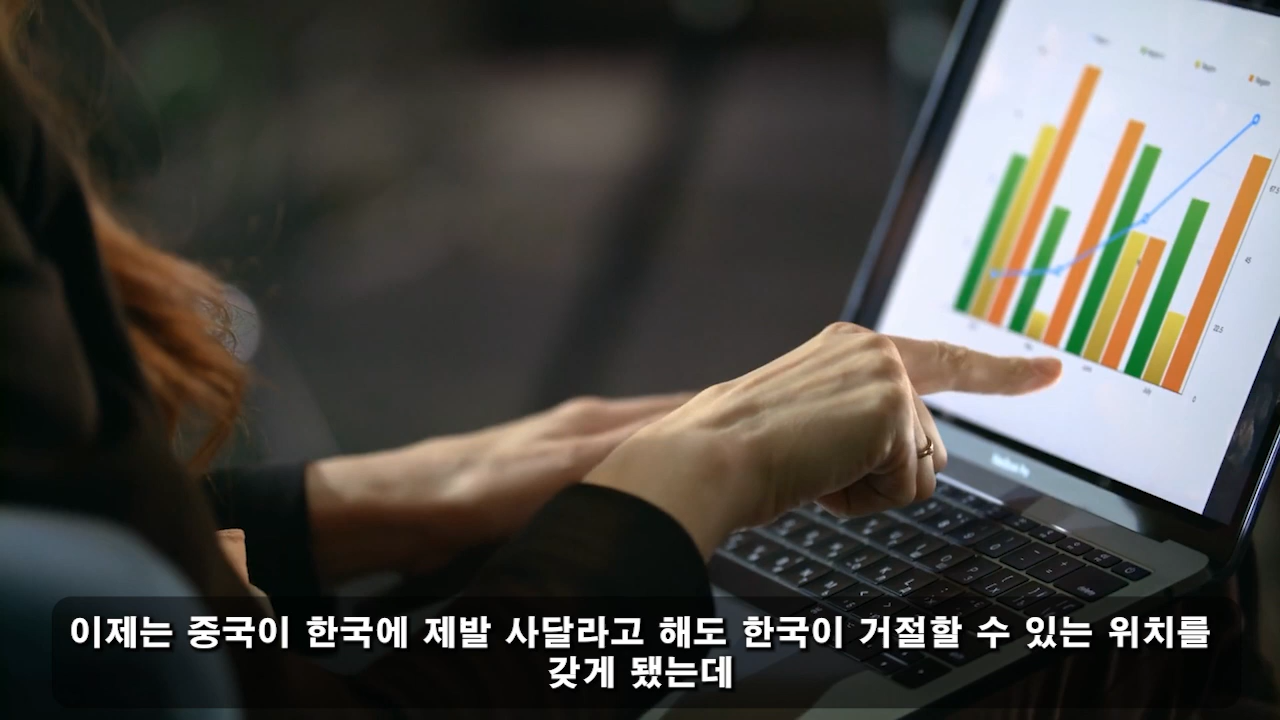 이제는 중국이 한국에 제발 사달라고 해도 한국이 거절할 수 있는 위치를
갖게 됐는데